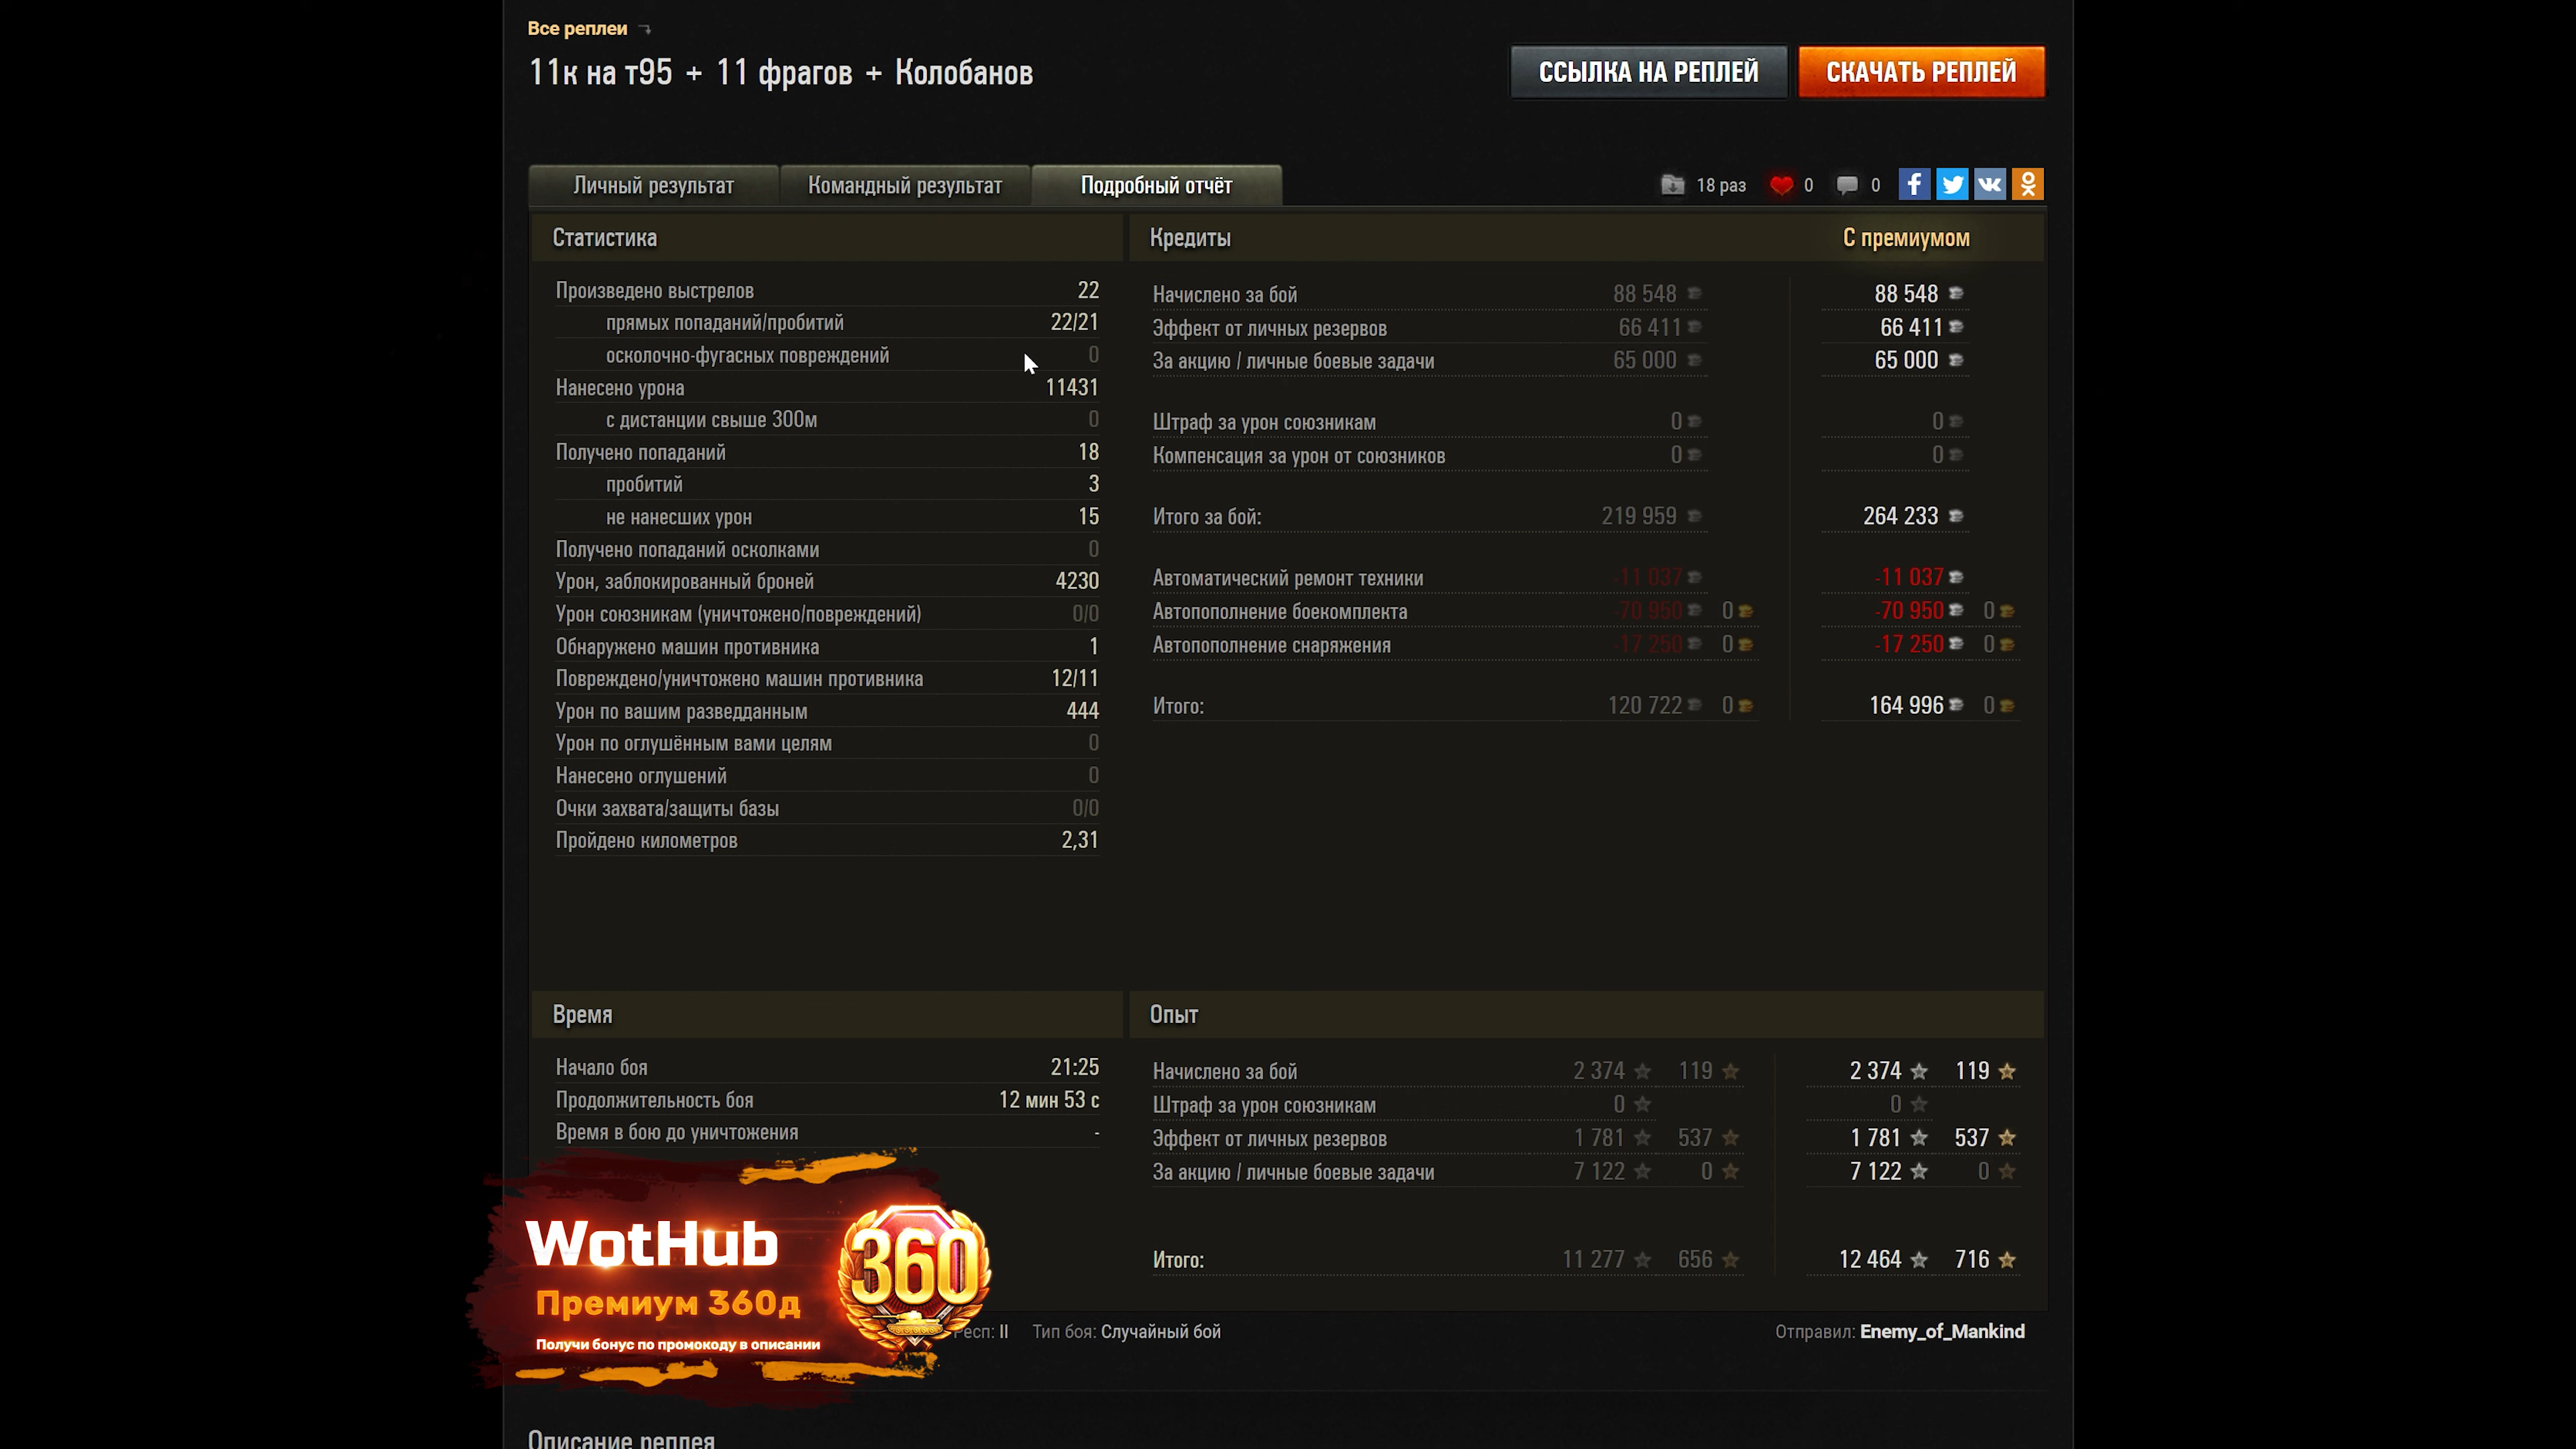 Все реплеи
11к на т95 + 11 фрагов + Колобанов
ССЫЛКА НА РЕПЛЕЙ
СКАЧАТЬ РЕПЛЕЙ
Личный результат
Командный результат
Подробный отчёт
18 раз
0
0
Статистика
Произведено выстрелов 22
прямых попаданий/пробитий 22/21
осколочно-фугасных повреждений 0
Нанесено урона 11431
с дистанции свыше 300м 0
Получено попаданий 18
пробитий 3
не нанесших урон 15
Получено попаданий осколками 0
Урон, заблокированный броней 4230
Урон союзникам (уничтожено/повреждений) 0/0
Обнаружено машин противника 1
Повреждено/уничтожено машин противника 12/11
Урон по вашим разведданным 444
Урон по оглушённым вами целям 0
Нанесено оглушений 0
Очки захвата/защиты базы 0/0
Пройдено километров 2,31
Кредиты С премиумом
Начислено за бой 88 548 88 548
Эффект от личных резервов 66 411 66 411
За акцию / личные боевые задачи 65 000 65 000
Штраф за урон союзникам 0 0
Компенсация за урон от союзников 0 0
Итого за бой: 219 959 264 233
Автоматический ремонт техники -11 037 -11 037
Автопополнение боекомплекта -70 950 0 -70 950 0
Автопополнение снаряжения -17 250 0 -17 250 0
Итого: 120 722 0 164 996 0
Время
Начало боя 21:25
Продолжительность боя 12 мин 53 с
Время в бою до уничтожения -
Опыт
Начислено за бой 2 374 119 2 374 119
Штраф за урон союзникам 0 0
Эффект от личных резервов 1 781 537 1 781 537
За акцию / личные боевые задачи 7 122 0 7 122 0
Итого: 11 277 656 12 464 716
WotHub
Премиум 360д
Получи бонус по промокоду в описании
360
Респ: II Тип боя: Случайный бой
Отправил: Enemy_of_Mankind
Описание реплея